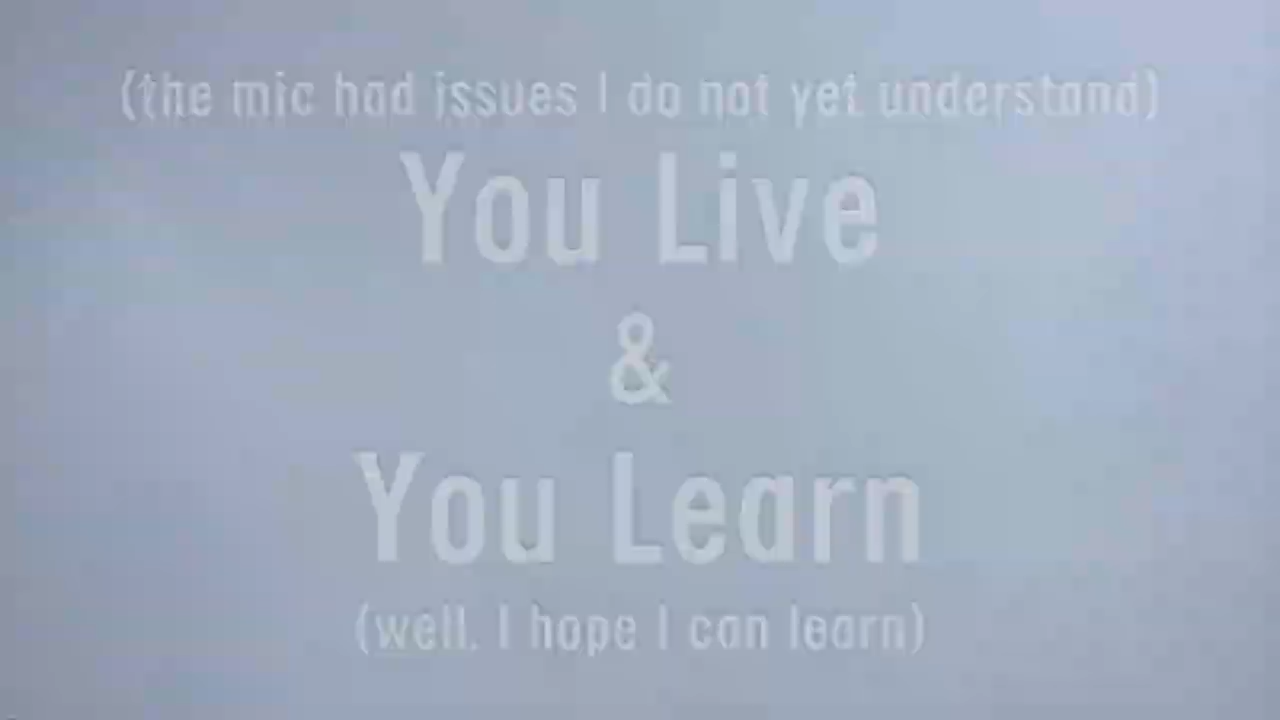 (the mic had issues I do not yet understand)
You Live
&
You Learn
(well, I hope I can learn)